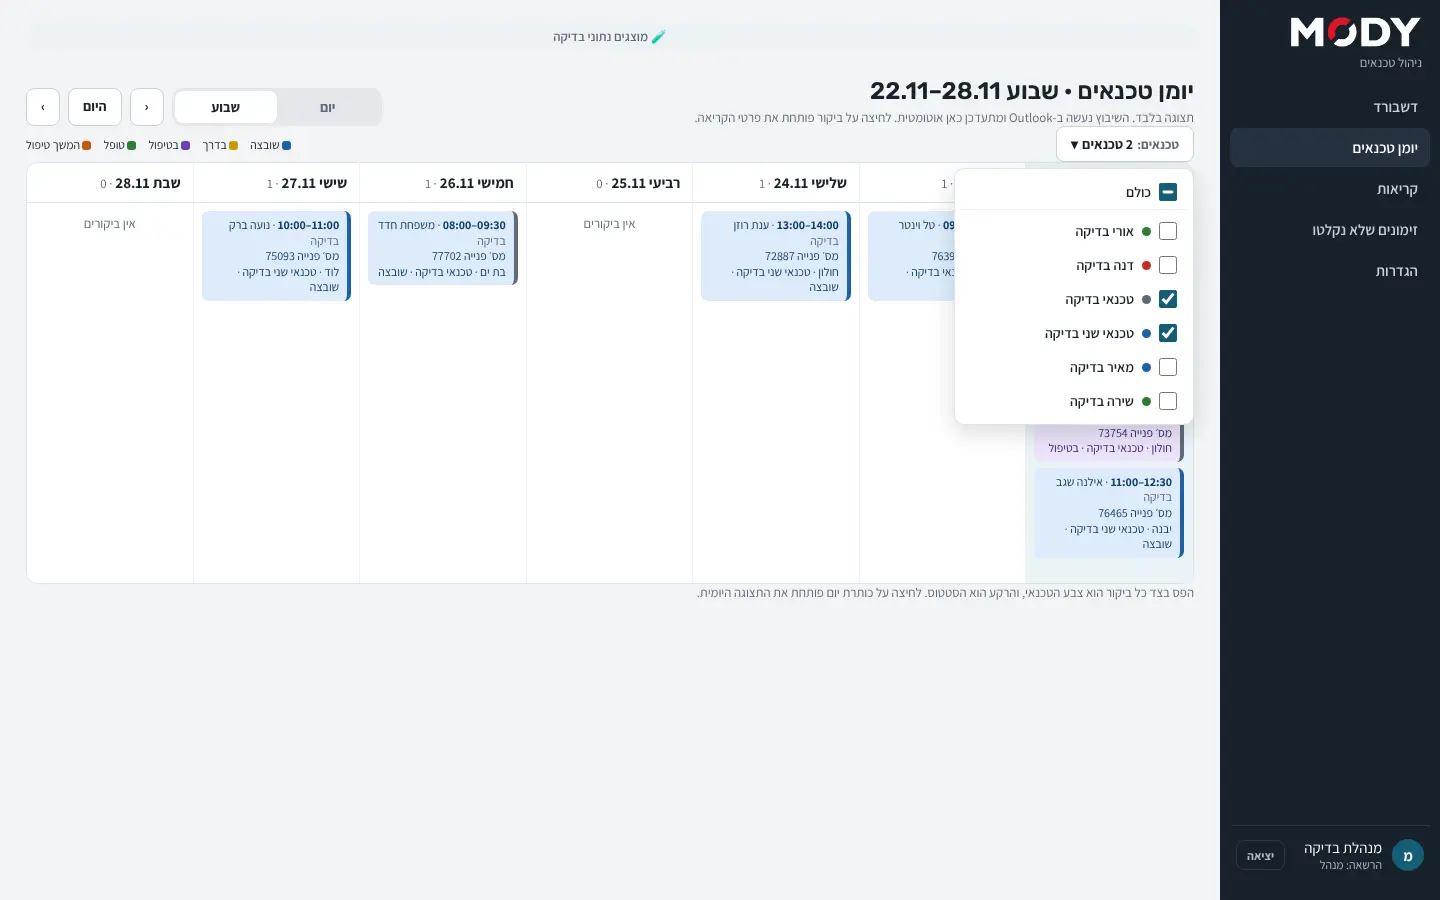 MODY
ניהול טכנאים
דשבורד
יומן טכנאים
קריאות
זימונים שלא נקלטו
הגדרות
מ
מנהלת בדיקה
הרשאה: מנהל
יציאה
🧪 מוצגים נתוני בדיקה
יומן טכנאים • שבוע 22.11–28.11
תצוגה בלבד. השיבוץ נעשה ב-Outlook ומתעדכן כאן אוטומטית. לחיצה על ביקור פותחת את פרטי הקריאה.
יום
שבוע
‹
היום
›
טכנאים: 2 טכנאים ▾
שובצה
בדרך
בטיפול
טופל
המשך טיפול
כולם
אורי בדיקה
דנה בדיקה
טכנאי בדיקה
טכנאי שני בדיקה
מאיר בדיקה
שירה בדיקה
מס׳ פנייה 73754
חולון · טכנאי בדיקה · בטיפול
11:00–12:30 · אילנה שגב
בדיקה
מס׳ פנייה 76465
יבנה · טכנאי שני בדיקה ·
שובצה
· 1
· טל וינטר
שלישי 24.11 · 1
13:00–14:00 · ענת רוזן
בדיקה
מס׳ פנייה 72887
חולון · טכנאי שני בדיקה ·
שובצה
רביעי 25.11 · 0
אין ביקורים
חמישי 26.11 · 1
08:00–09:30 · משפחת חדד
בדיקה
מס׳ פנייה 77702
בת ים · טכנאי בדיקה · שובצה
שישי 27.11 · 1
10:00–11:00 · נועה ברק
בדיקה
מס׳ פנייה 75093
לוד · טכנאי שני בדיקה ·
שובצה
שבת 28.11 · 0
אין ביקורים
הפס בצד כל ביקור הוא צבע הטכנאי, והרקע הוא הסטטוס. לחיצה על כותרת יום פותחת את התצוגה היומית.